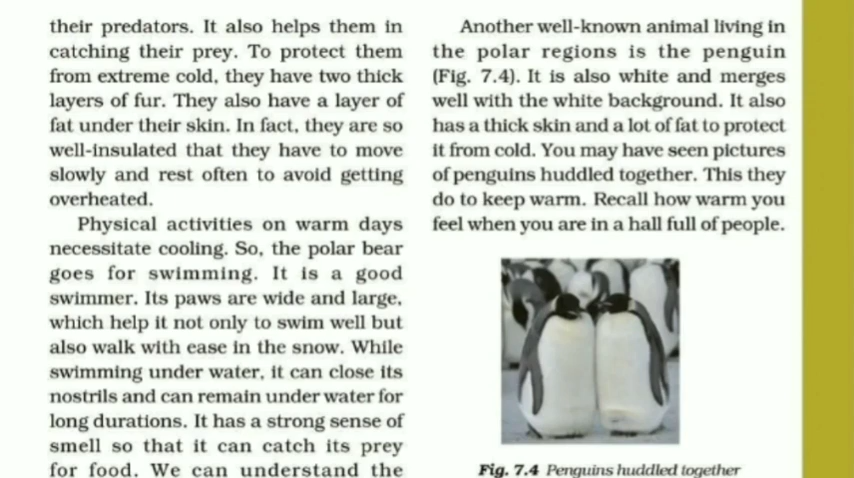 their predators. It also helps them in
catching their prey. To protect them
from extreme cold, they have two thick
layers of fur. They also have a layer of
fat under their skin. In fact, they are so
well-insulated that they have to move
slowly and rest often to avoid getting
overheated.
Physical activities on warm days
necessitate cooling. So, the polar bear
goes for swimming. It is a good
swimmer. Its paws are wide and large,
which help it not only to swim well but
also walk with ease in the snow. While
swimming under water, it can close its
nostrils and can remain under water for
long durations. It has a strong sense of
smell so that it can catch its prey
for food. We can understand the
Another well-known animal living in
the polar regions is the penguin
(Fig. 7.4). It is also white and merges
well with the white background. It also
has a thick skin and a lot of fat to protect
it from cold. You may have seen pictures
of penguins huddled together. This they
do to keep warm. Recall how warm you
feel when you are in a hall full of people.
Fig. 7.4 Penguins huddled together